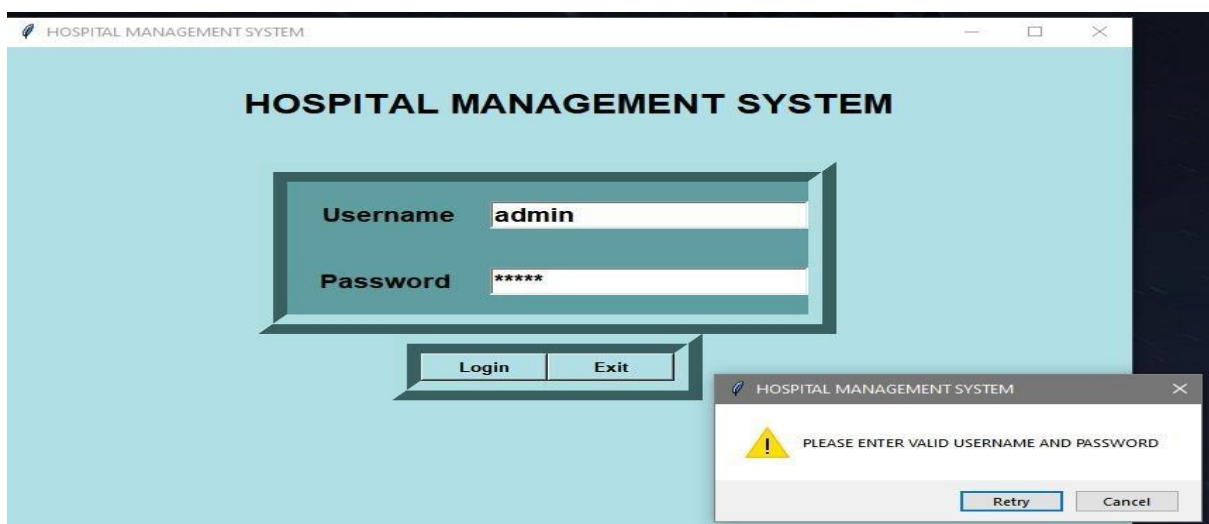 HOSPITAL MANAGEMENT SYSTEM
HOSPITAL MANAGEMENT SYSTEM
Username admin
Password *****
Login Exit
HOSPITAL MANAGEMENT SYSTEM
PLEASE ENTER VALID USERNAME AND PASSWORD
Retry Cancel